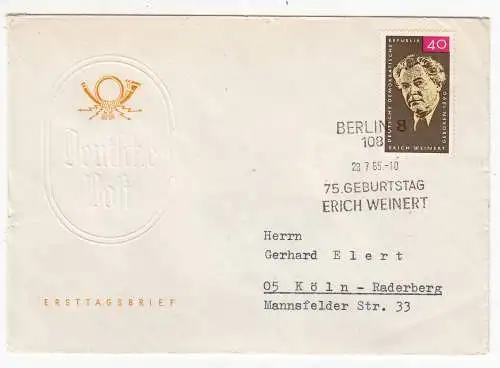 Deutsche
Post
ERSTTAGSBRIEF
DEUTSCHE DEMOKRATISCHE
REPUBLIK
40
GEBOREN 1890
ERICH WEINERT
BERLIN 8
108
28.7.65.-10
75. GEBURTSTAG
ERICH WEINERT
Herrn
Gerhard Elert
05 Köln - Raderberg
Mannsfelder Str. 33